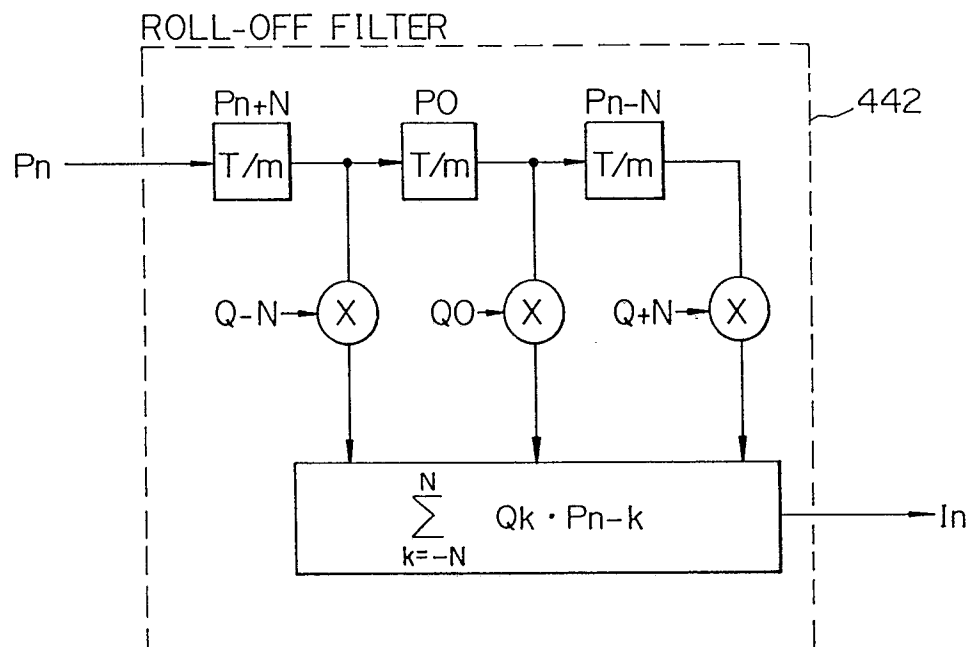 ROLL-OFF FILTER
Pn+N P0 Pn-N
442
Pn T/m T/m T/m
Q-N X Q0 X Q+N X
N
∑ Qk · Pn-k
k=-N
In